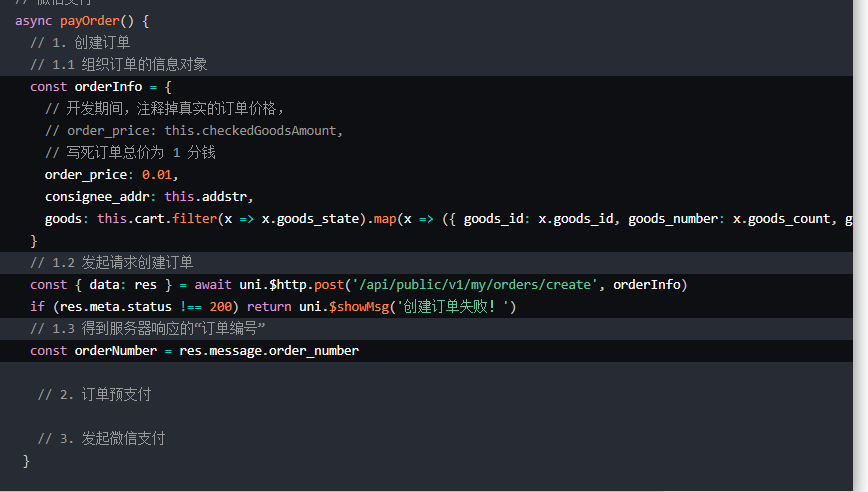 // 微信支付
async payOrder() {
// 1. 创建订单
// 1.1 组织订单的信息对象
const orderInfo = {
// 开发期间，注释掉真实的订单价格，
// order_price: this.checkedGoodsAmount,
// 写死订单总价为 1 分钱
order_price: 0.01,
consignee_addr: this.addstr,
goods: this.cart.filter(x => x.goods_state).map(x => ({ goods_id: x.goods_id, goods_number: x.goods_count, g
}
// 1.2 发起请求创建订单
const { data: res } = await uni.$http.post('/api/public/v1/my/orders/create', orderInfo)
if (res.meta.status !== 200) return uni.$showMsg('创建订单失败！')
// 1.3 得到服务器响应的“订单编号”
const orderNumber = res.message.order_number
// 2. 订单预支付
// 3. 发起微信支付
}